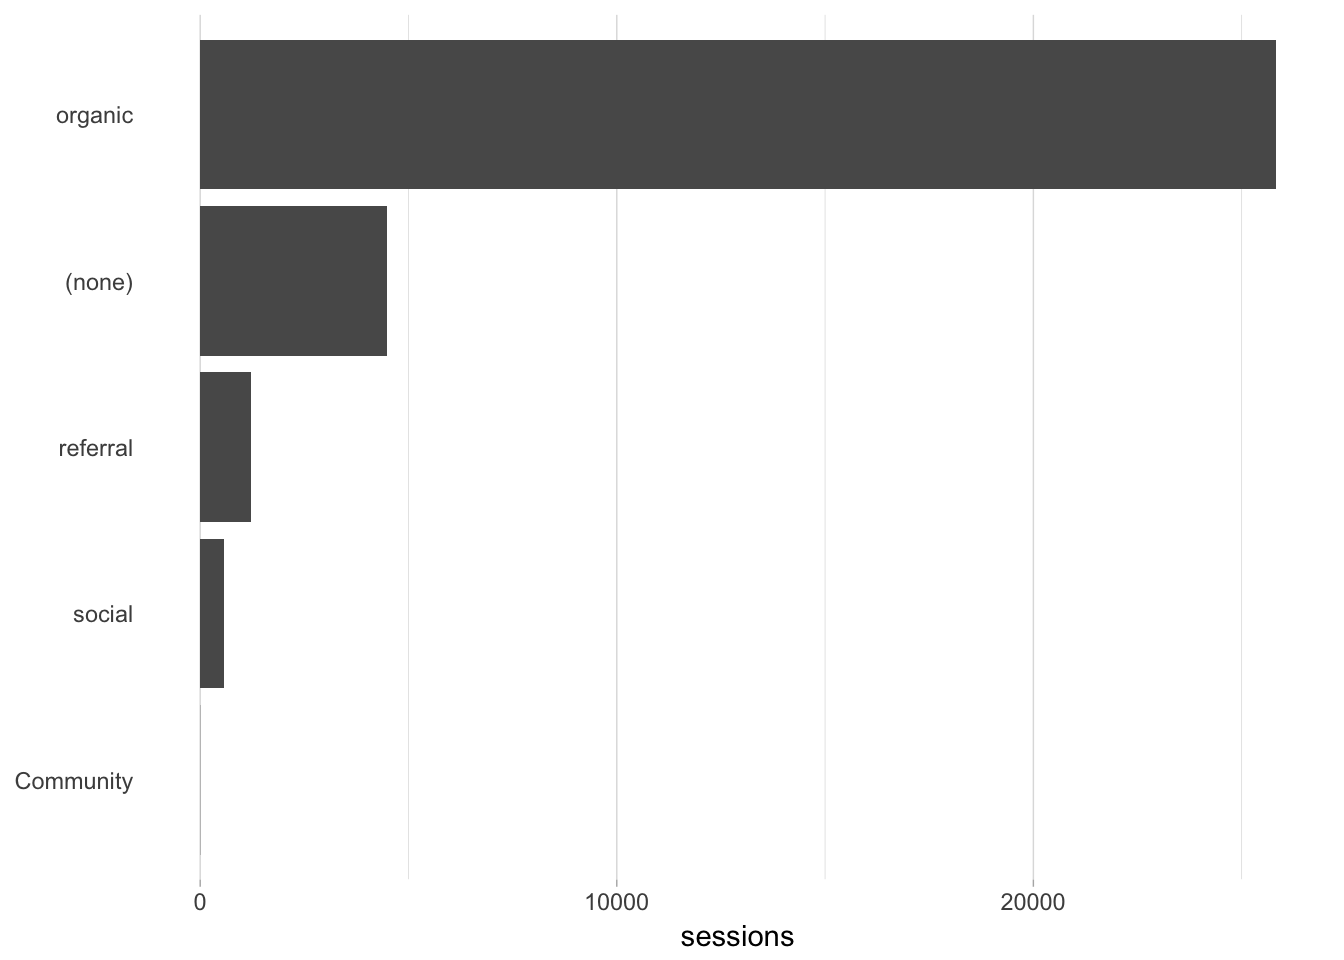 organic
(none)
referral
social
Community
0 10000 20000
sessions